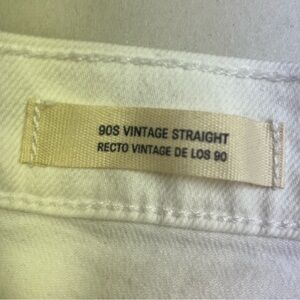 90S VINTAGE STRAIGHT
RECTO VINTAGE DE LOS 90